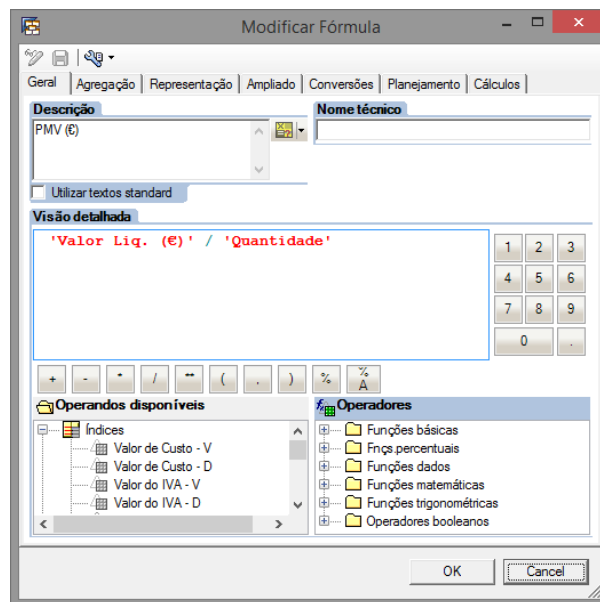 Modificar Fórmula
Geral Agregação Representação Ampliado Conversões Planejamento Cálculos
Descrição
PMV (€)
Nome técnico
Utilizar textos standard
Visão detalhada
'Valor Liq. (€)' / 'Quantidade'
1 2 3
4 5 6
7 8 9
0 .
+ - * / ** ( . ) % % A
Operandos disponíveis
Índices
Valor de Custo - V
Valor de Custo - D
Valor do IVA - V
Valor do IVA - D
Operadores
Funções básicas
Fnçs.percentuais
Funções dados
Funções matemáticas
Funções trigonométricas
Operadores booleanos
OK Cancel